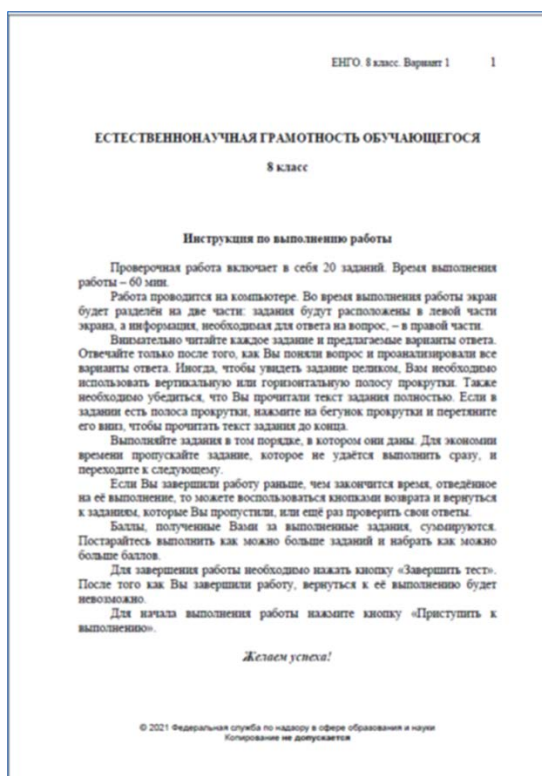 ЕНГО. 8 класс. Вариант 1 1
ЕСТЕСТВЕННОНАУЧНАЯ ГРАМОТНОСТЬ ОБУЧАЮЩЕГОСЯ
8 класс
Инструкция по выполнению работы
Проверочная работа включает в себя 20 заданий. Время выполнения
работы – 60 мин.
Работа проводится на компьютере. Во время выполнения работы экран
будет разделён на две части: задания будут расположены в левой части
экрана, а информация, необходимая для ответа на вопрос, – в правой части.
Внимательно читайте каждое задание и предлагаемые варианты ответа.
Отвечайте только после того, как Вы поняли вопрос и проанализировали все
варианты ответа. Иногда, чтобы увидеть задание целиком, Вам необходимо
использовать вертикальную или горизонтальную полосу прокрутки. Также
необходимо убедиться, что Вы прочитали текст задания полностью. Если в
задании есть полоса прокрутки, нажмите на бегунок прокрутки и перетяните
его вниз, чтобы прочитать текст задания до конца.
Выполняйте задания в том порядке, в котором они даны. Для экономии
времени пропускайте задание, которое не удаётся выполнить сразу, и
переходите к следующему.
Если Вы завершили работу раньше, чем закончится время, отведённое
на её выполнение, то можете воспользоваться кнопками возврата и вернуться
к заданиям, которые Вы пропустили, или ещё раз проверить свои ответы.
Баллы, полученные Вами за выполненные задания, суммируются.
Постарайтесь выполнить как можно больше заданий и набрать как можно
больше баллов.
Для завершения работы необходимо нажать кнопку «Завершить тест».
После того как Вы завершили работу, вернуться к её выполнению будет
невозможно.
Для начала выполнения работы нажмите кнопку «Приступить к
выполнению».
Желаем успеха!
© 2021 Федеральная служба по надзору в сфере образования и науки
Копирование не допускается